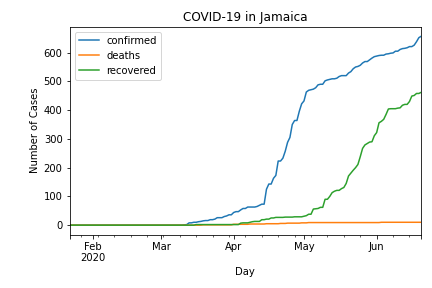 COVID-19 in Jamaica
confirmed
deaths
recovered
Number of Cases
600
500
400
300
200
100
0
Feb Mar Apr May Jun
2020
Day